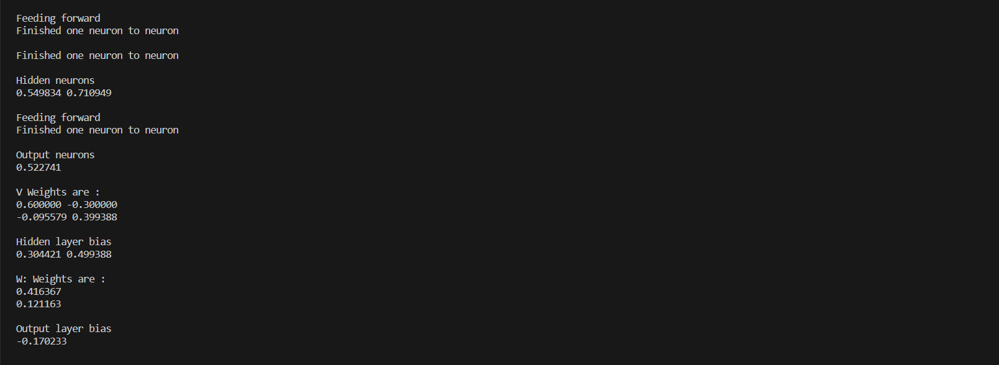 Feeding forward
Finished one neuron to neuron
Finished one neuron to neuron
Hidden neurons
0.549834 0.710949
Feeding forward
Finished one neuron to neuron
Output neurons
0.522741
V Weights are :
0.600000 -0.300000
-0.095579 0.399388
Hidden layer bias
0.304421 0.499388
W: Weights are :
0.416367
0.121163
Output layer bias
-0.170233